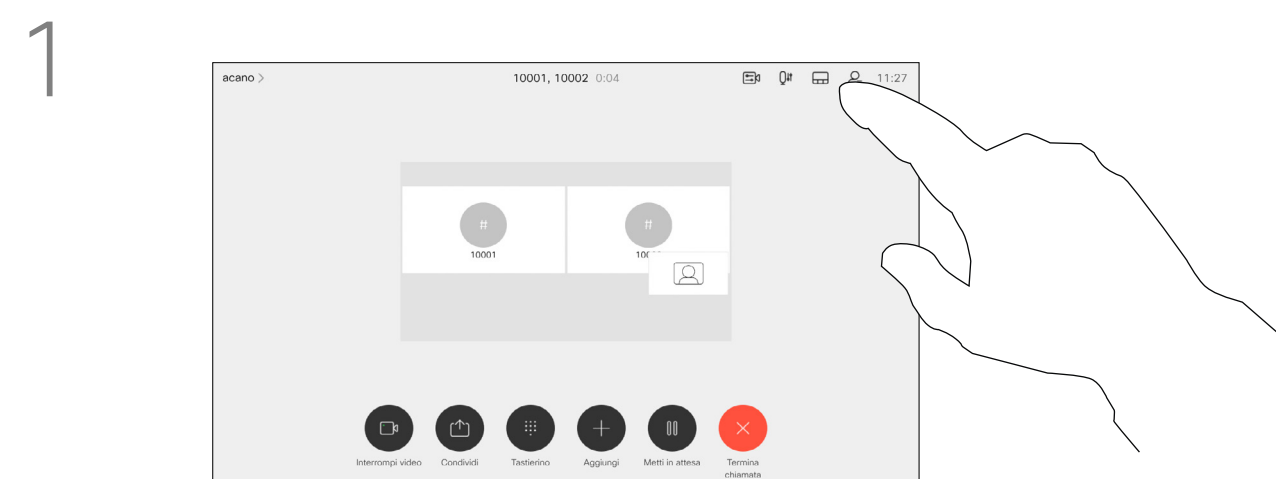 1
acano >
10001, 10002 0:04
11:27
#
#
10001
Interrompi video
Condividi
Tastierino
Aggiungi
Metti in attesa
Termina
chiamata